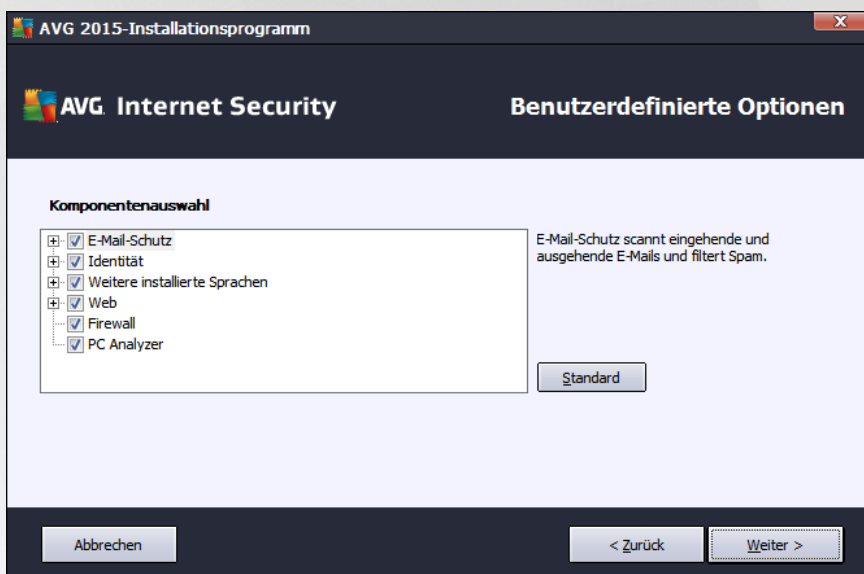 AVG 2015-Installationsprogramm
X
AVG Internet Security
Benutzerdefinierte Optionen
Komponentenauswahl
E-Mail-Schutz
Identität
Weitere installierte Sprachen
Web
Firewall
PC Analyzer
E-Mail-Schutz scannt eingehende und
ausgehende E-Mails und filtert Spam.
Standard
Abbrechen
< Zurück
Weiter >